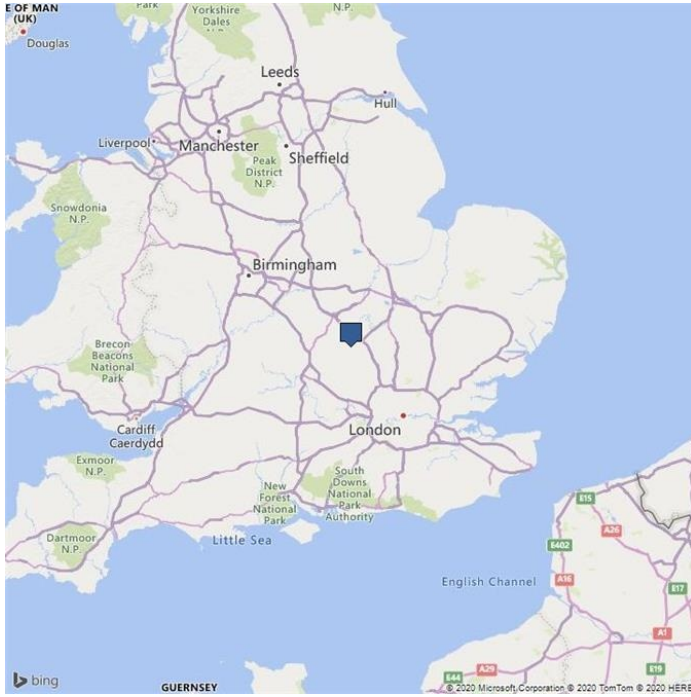 E OF MAN
(UK)
Douglas
Yorkshire
Dales
N.P.
N.P.
Leeds
Hull
Liverpool
Manchester
Sheffield
Peak
District
N.P.
Snowdonia
N.P.
Birmingham
Brecon
Beacons
National
Park
Cardiff
Caerdydd
London
Exmoor
N.P.
South
Downs
National
Park
Authority
New
Forest
National
Park
Dartmoor
N.P.
Little Sea
E15
A26
E402
English Channel
A16
E17
A1
E44
A29
E19
bing
GUERNSEY
© 2020 Microsoft Corporation © 2020 TomTom © 2020 HERE